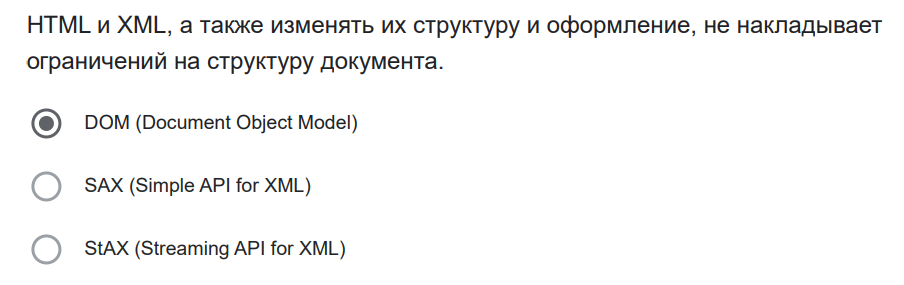 HTML и XML, а также изменять их структуру и оформление, не накладывает
ограничений на структуру документа.
DOM (Document Object Model)
SAX (Simple API for XML)
StAX (Streaming API for XML)